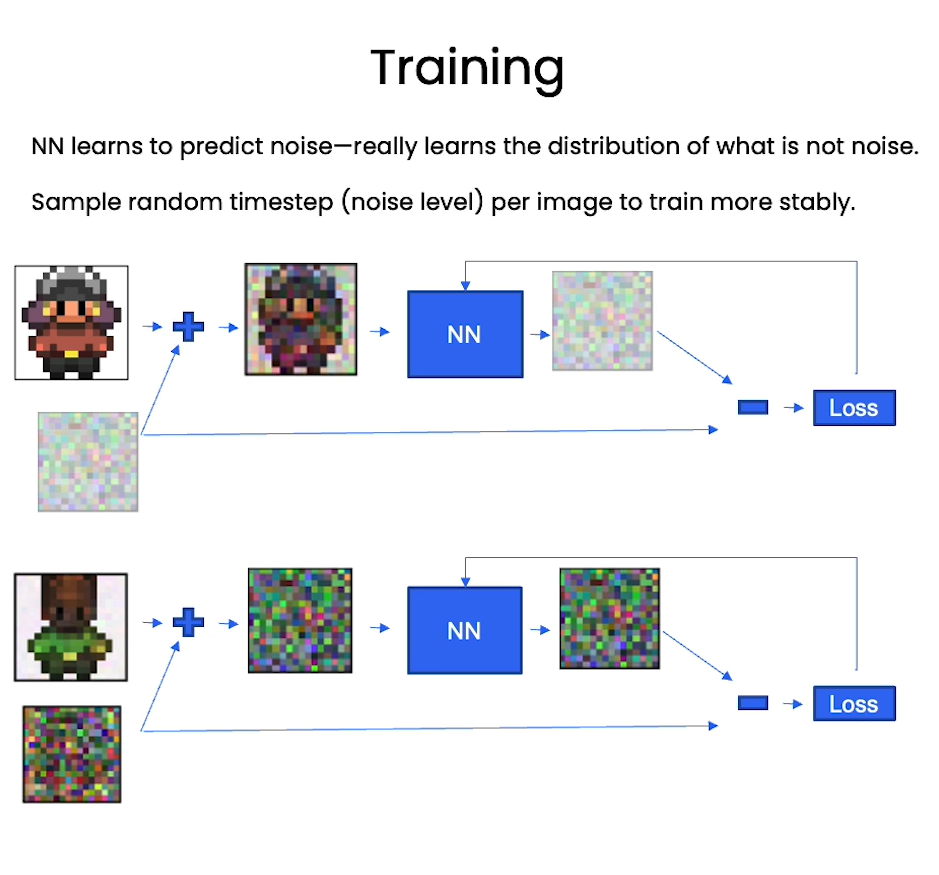 Training
NN learns to predict noise—really learns the distribution of what is not noise.
Sample random timestep (noise level) per image to train more stably.
NN
Loss
NN
Loss